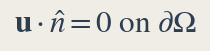 𝐮 · n̂ = 0 on ∂Ω